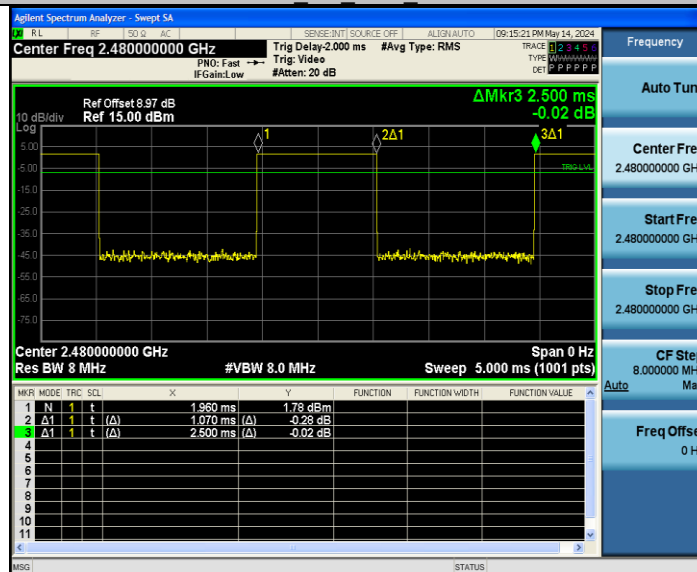 Agilent Spectrum Analyzer - Swept SA
RL RF 50 Ω AC SENSE:INT SOURCE OFF ALIGN AUTO 09:15:21 PM May 14, 2024
Center Freq 2.480000000 GHz
PNO: Fast
IFGain:Low
Trig Delay-2.000 ms
Trig: Video
#Atten: 20 dB
#Avg Type: RMS
TRACE 1 2 3 4 5 6
TYPE W
DET P P P P P P
Ref Offset 8.97 dB
10 dB/div Ref 15.00 dBm
Log
ΔMkr3 2.500 ms
-0.02 dB
1
2Δ1
3Δ1
5.00
-5.00
TRIG LVL
-15.0
-25.0
-35.0
-45.0
-55.0
-65.0
-75.0
Center 2.480000000 GHz Span 0 Hz
Res BW 8 MHz #VBW 8.0 MHz Sweep 5.000 ms (1001 pts)
MKR MODE TRC SCL X Y FUNCTION FUNCTION WIDTH FUNCTION VALUE
1 N 1 t 1.960 ms 1.78 dBm
2 Δ1 1 t (Δ) 1.070 ms (Δ) -0.28 dB
3 Δ1 1 t (Δ) 2.500 ms (Δ) -0.02 dB
4
5
6
7
8
9
10
11
MSG STATUS
Frequency
Auto Tun
Center Fre
2.480000000 GH
Start Fre
2.480000000 GH
Stop Fre
2.480000000 GH
CF Ste
8.000000 MH
Auto Ma
Freq Offse
0 H